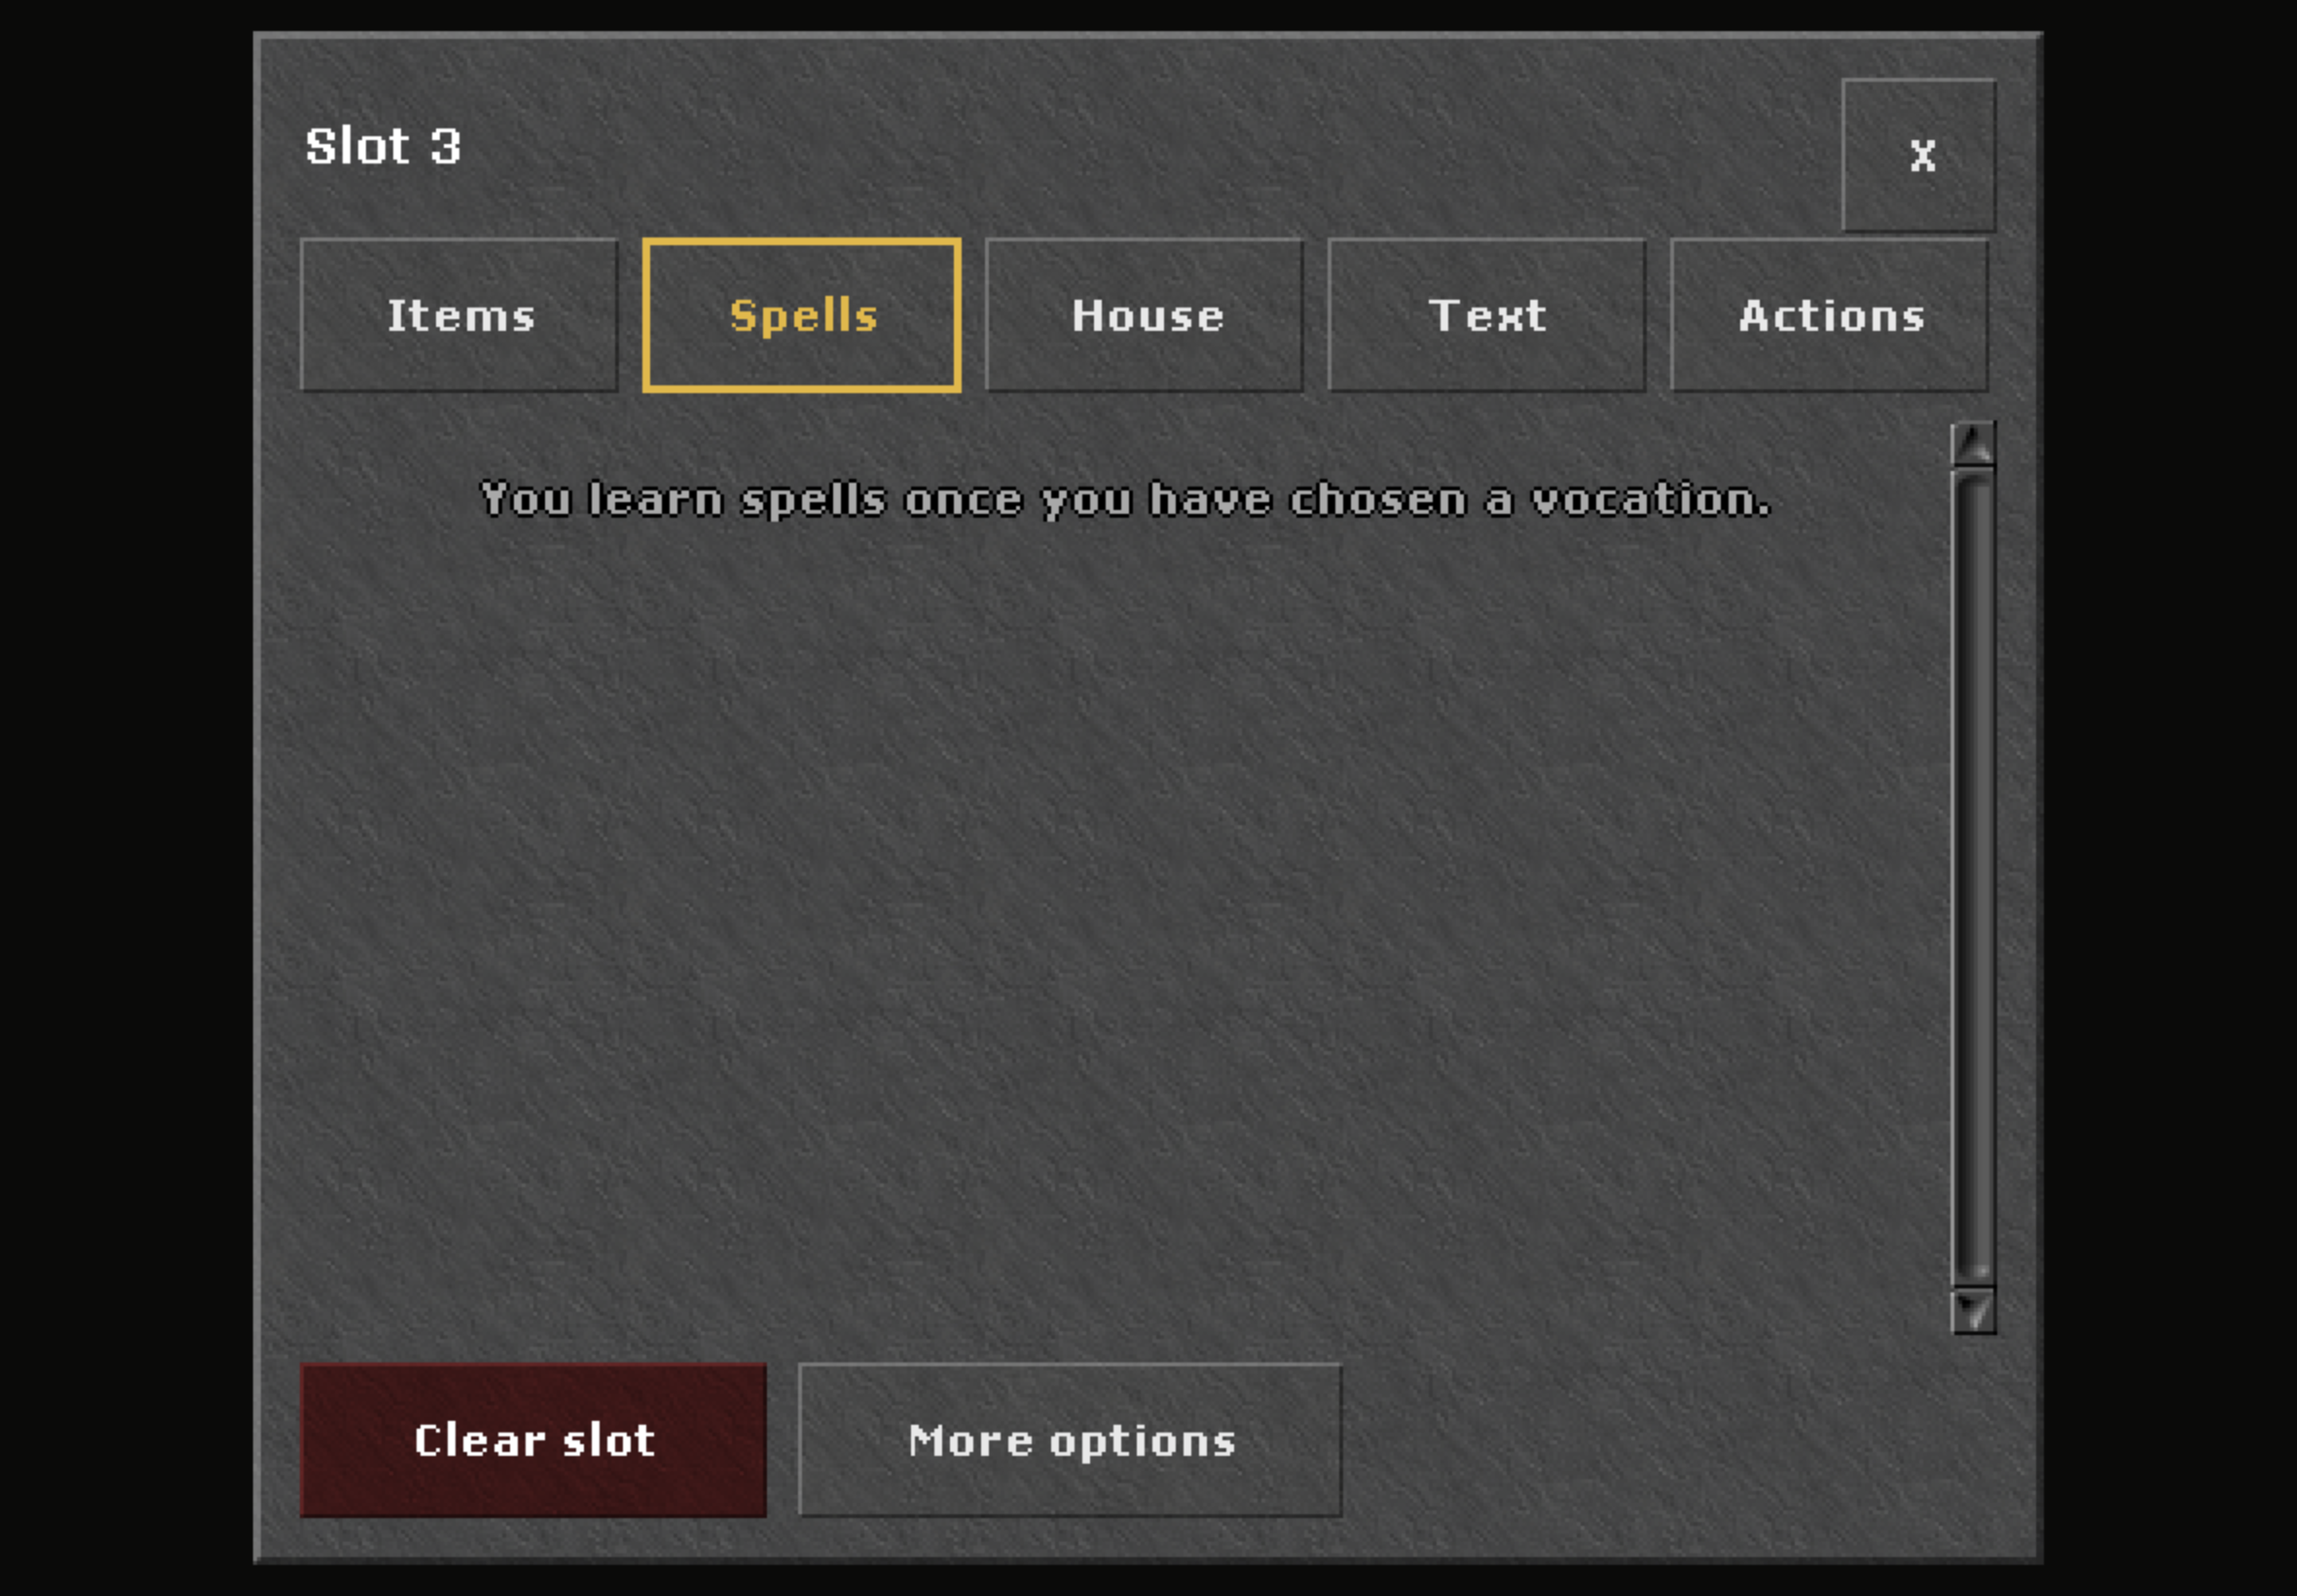 Slot 3
X
Items Spells House Text Actions
You learn spells once you have chosen a vocation.
Clear slot More options